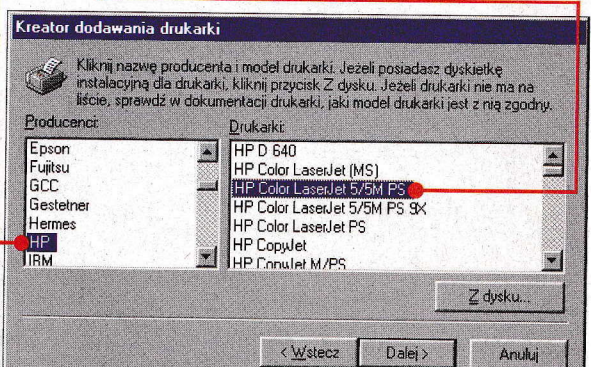 Kreator dodawania drukarki
Kliknij nazwę producenta i model drukarki. Jeżeli posiadasz dyskietkę
instalacyjną dla drukarki, kliknij przycisk Z dysku. Jeżeli drukarki nie ma na
liście, sprawdź w dokumentacji drukarki, jaki model drukarki jest z nią zgodny.
Producenci:
Epson
Fujitsu
GCC
Gestetner
Hermes
HP
IBM
Drukarki:
HP D 640
HP Color LaserJet (MS)
HP Color LaserJet 5/5M PS
HP Color LaserJet 5/5M PS 9X
HP Color LaserJet PS
HP CopyJet
HP CopyJet M/PS
Z dysku...
< Wstecz
Dalej >
Anuluj